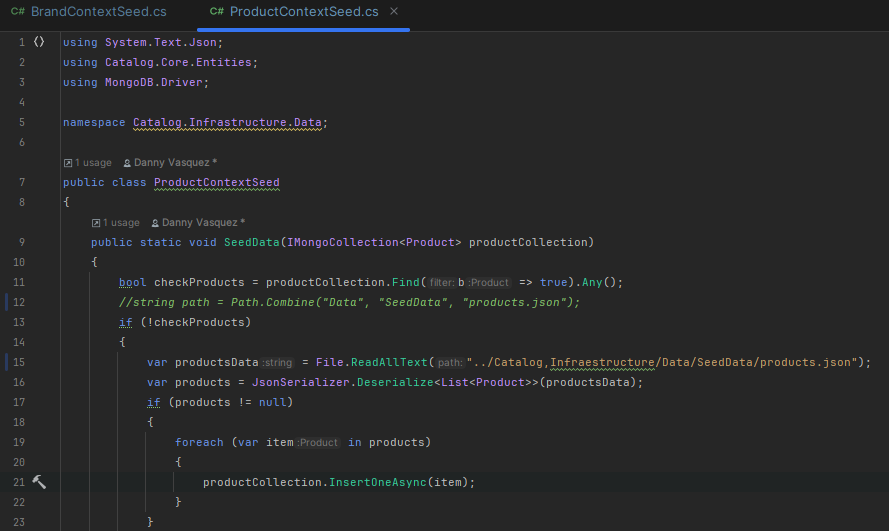 C# BrandContextSeed.cs C# ProductContextSeed.cs ×
1 using System.Text.Json;
2 using Catalog.Core.Entities;
3 using MongoDB.Driver;
4
5 namespace Catalog.Infrastructure.Data;
6
1 usage Danny Vasquez *
7 public class ProductContextSeed
8 {
1 usage Danny Vasquez *
9 public static void SeedData(IMongoCollection<Product> productCollection)
10 {
11 bool checkProducts = productCollection.Find(filter: b:Product => true).Any();
12 //string path = Path.Combine("Data", "SeedData", "products.json");
13 if (!checkProducts)
14 {
15 var productsData:string = File.ReadAllText(path: "../Catalog,Infraestructure/Data/SeedData/products.json");
16 var products = JsonSerializer.Deserialize<List<Product>>(productsData);
17 if (products != null)
18 {
19 foreach (var item:Product in products)
20 {
21 productCollection.InsertOneAsync(item);
22 }
23 }